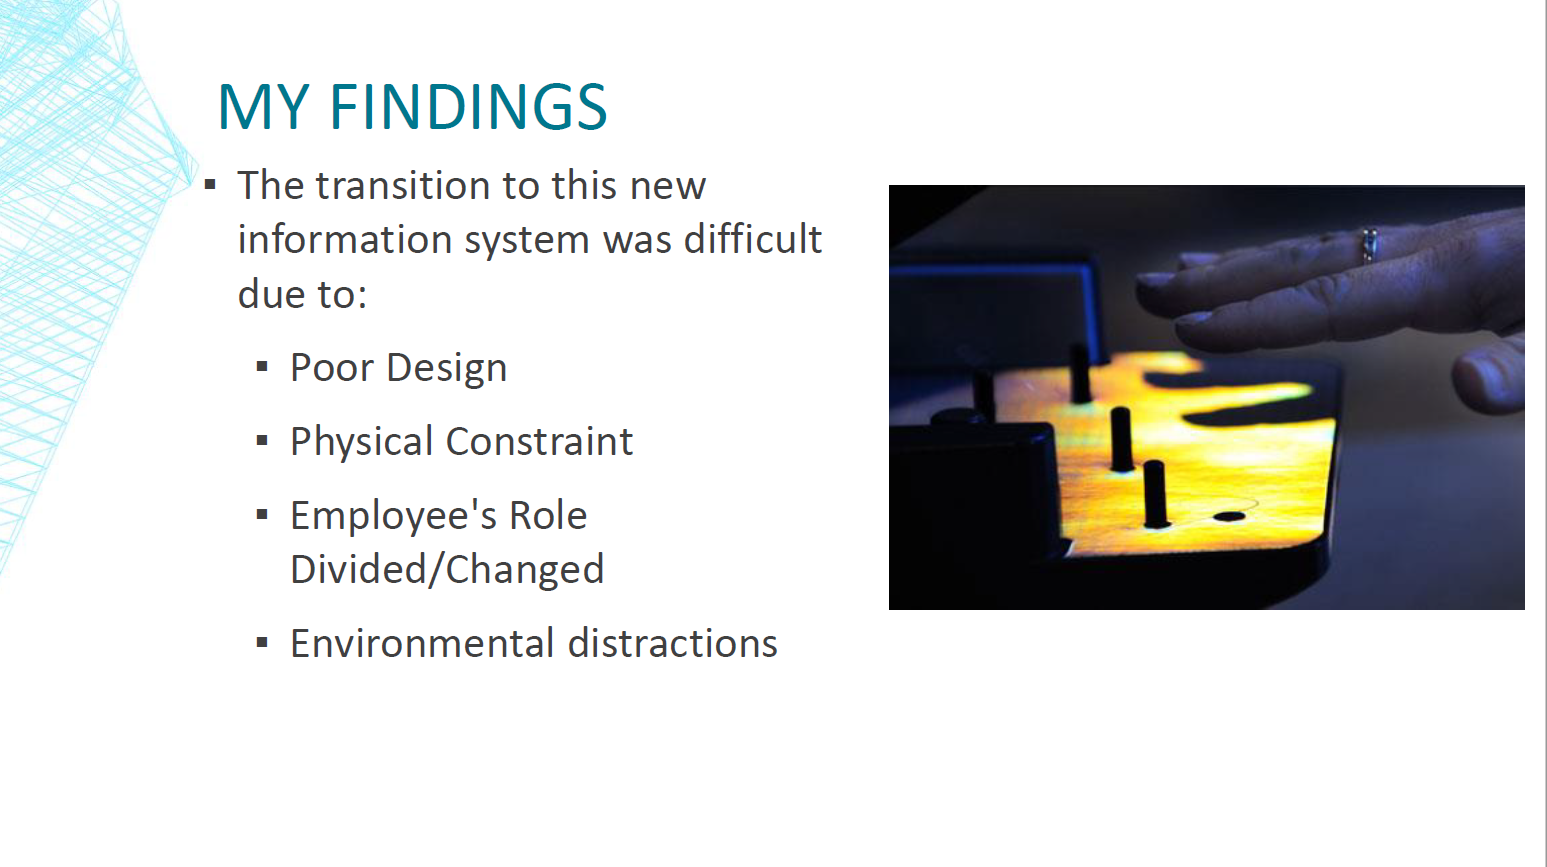 MY FINDINGS
▪ The transition to this new
information system was difficult
due to:
▪ Poor Design
▪ Physical Constraint
▪ Employee's Role
Divided/Changed
▪ Environmental distractions